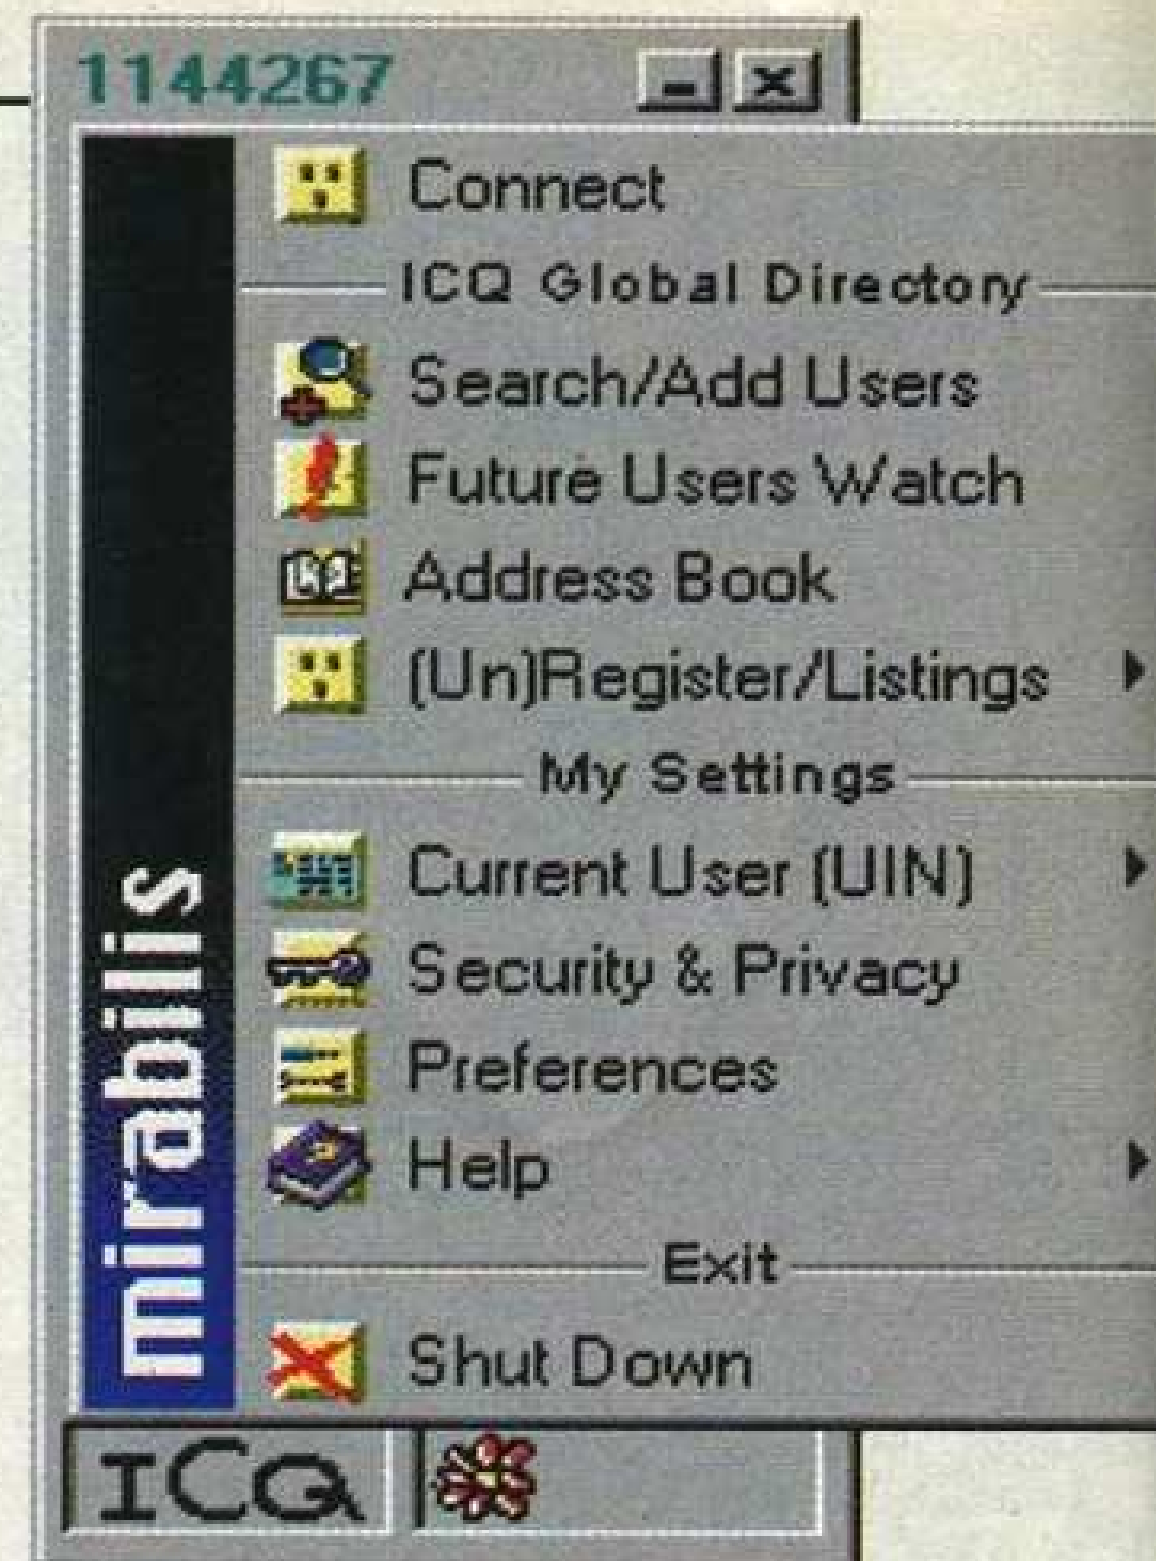 1144267
Connect
ICQ Global Directory
Search/Add Users
Future Users Watch
Address Book
(Un)Register/Listings
My Settings
Current User (UIN)
Security & Privacy
Preferences
Help
Exit
Shut Down
mirabilis
ICQ